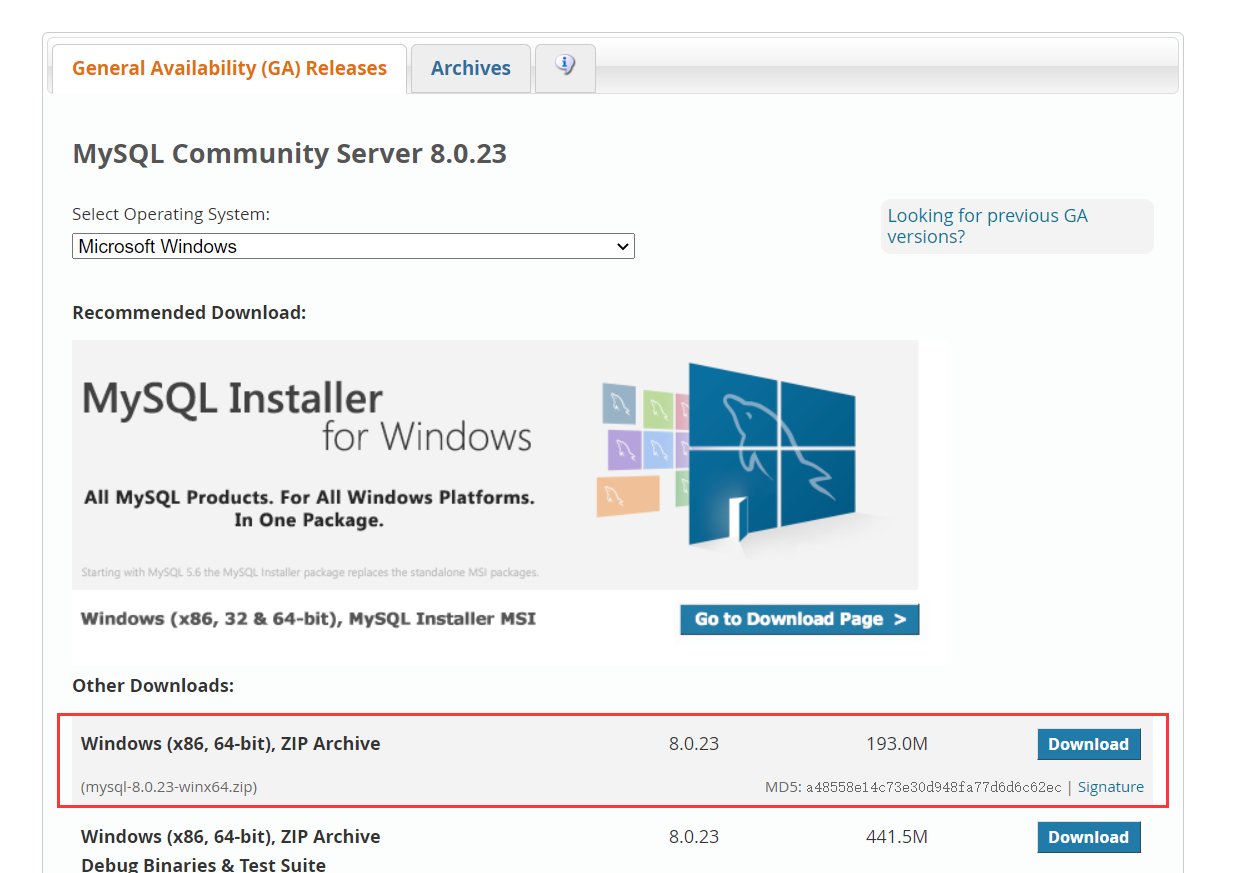 General Availability (GA) Releases
Archives
MySQL Community Server 8.0.23
Select Operating System:
Looking for previous GA
versions?
Microsoft Windows
Recommended Download:
MySQL Installer
for Windows
All MySQL Products. For All Windows Platforms.
In One Package.
Starting with MySQL 5.6 the MySQL Installer package replaces the standalone MSI packages.
Windows (x86, 32 & 64-bit), MySQL Installer MSI
Go to Download Page >
Other Downloads:
Windows (x86, 64-bit), ZIP Archive 8.0.23 193.0M Download
(mysql-8.0.23-winx64.zip) MD5: a48558e14c73e30d948fa77d6d6c62ec | Signature
Windows (x86, 64-bit), ZIP Archive 8.0.23 441.5M Download
Debug Binaries & Test Suite